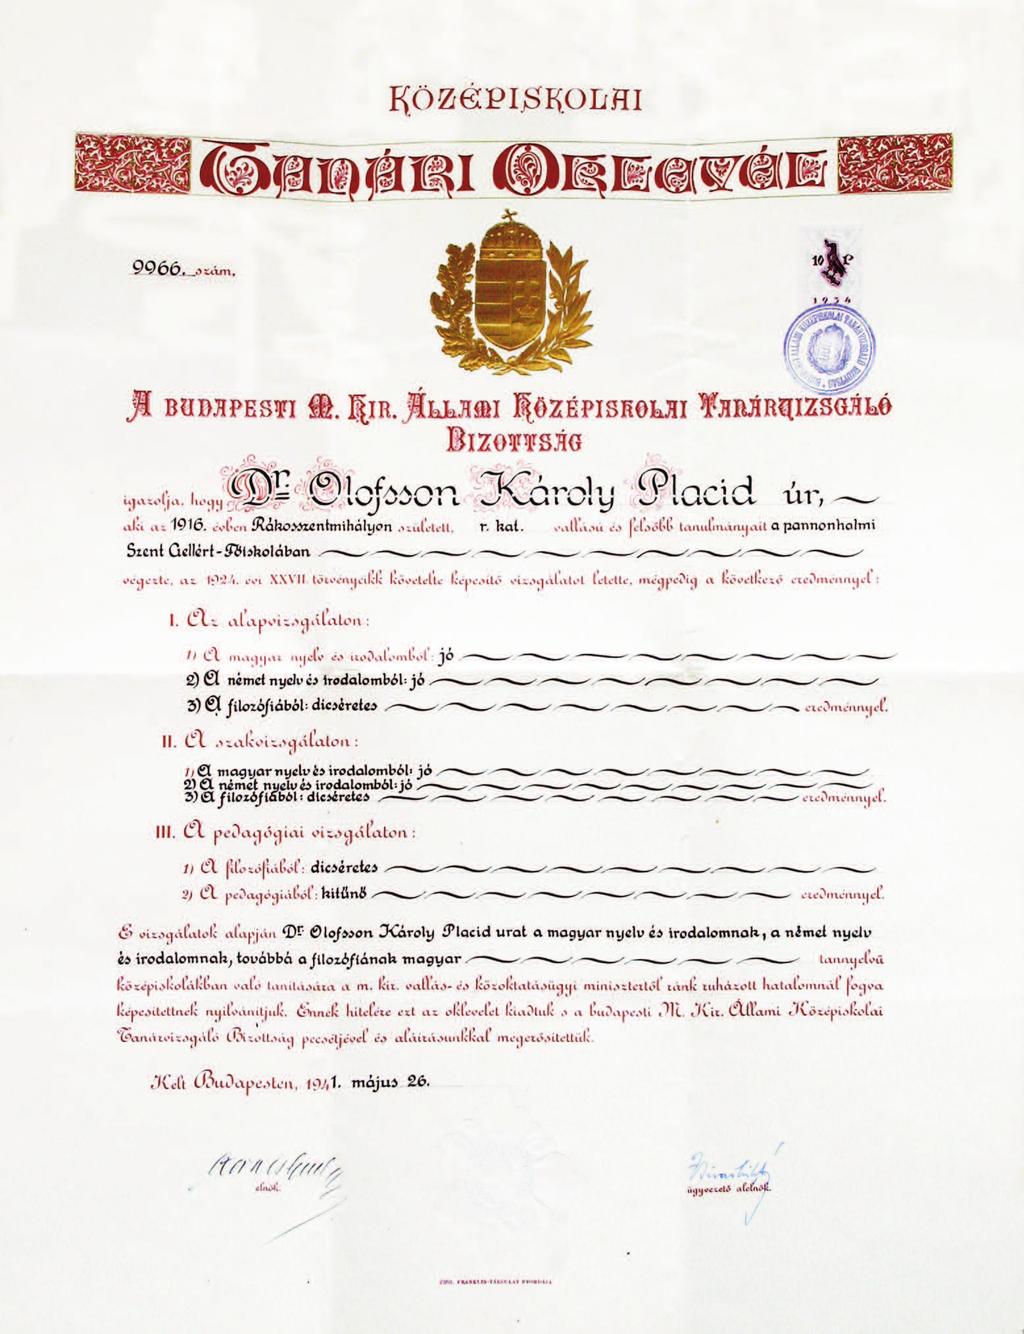 KÖZÉPISKOLAI
TANÁRI OKLEVÉL
9966. szám.
10 P
1934
A BUDAPESTI M. KIR. ÁLLAMI KÖZÉPISKOLAI TANÁRVIZSGÁLÓ
BIZOTTSÁG
igazolja, hogy Dr. Olofsson Károly Placid úr,
aki az 1916. évben Rákosszentmihályon született, r. kat. vallású és felsőbb tanulmányait a pannonhalmi
Szent Gellért-Főiskolában
végezte, az 1924. évi XXVII. törvénycikk követelte képesítő vizsgálatot letette, mégpedig a következő eredménnyel:
I. Az alapvizsgálaton:
1) A magyar nyelv és irodalomból: jó
2) A német nyelv és irodalomból: jó
3) A filozófiából: dicséretes eredménnyel.
II. A szakvizsgálaton:
1) A magyar nyelv és irodalomból: jó
2) A német nyelv és irodalomból: jó
3) A filozófiából: dicséretes eredménnyel.
III. A pedagógiai vizsgálaton:
1) A filozófiából: dicséretes
2) A pedagógiából: kitűnő eredménnyel.
E vizsgálatok alapján Dr. Olofsson Károly Placid urat a magyar nyelv és irodalomnak, a német nyelv
és irodalomnak, továbbá a filozófiának magyar tannyelvű
középiskolákban való tanítására a m. kir. vallás- és közoktatásügyi minisztertől ránk ruházott hatalomnál fogva
képesítettnek nyilvánítjuk. Ennek hitelére ezt az oklevelet kiadtuk s a budapesti M. Kir. Állami Középiskolai
Tanárvizsgáló Bizottság pecsétjével és aláírásunkkal megerősítettük.
Kelt Budapesten, 1941. május 26.
elnök.
ügyvezető alelnök.
FRANKLIN-TÁRSULAT NYOMDÁJA